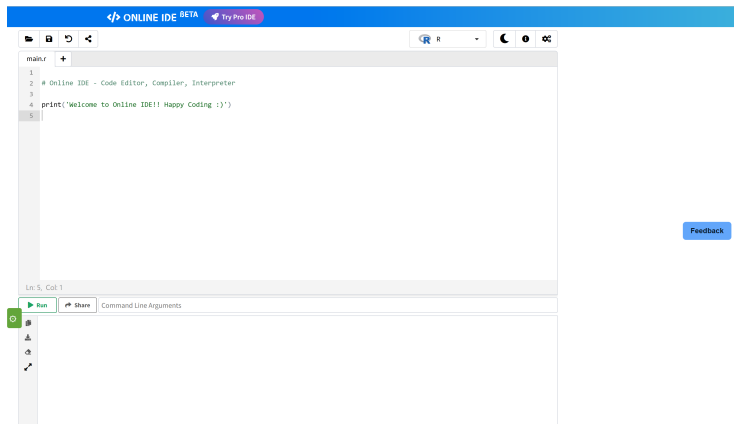 </> ONLINE IDE BETA Try Pro IDE
R
main.r +
1
2 # Online IDE - Code Editor, Compiler, Interpreter
3
4 print('Welcome to Online IDE!! Happy Coding :)')
5
Feedback
Ln: 5, Col: 1
Run Share Command Line Arguments